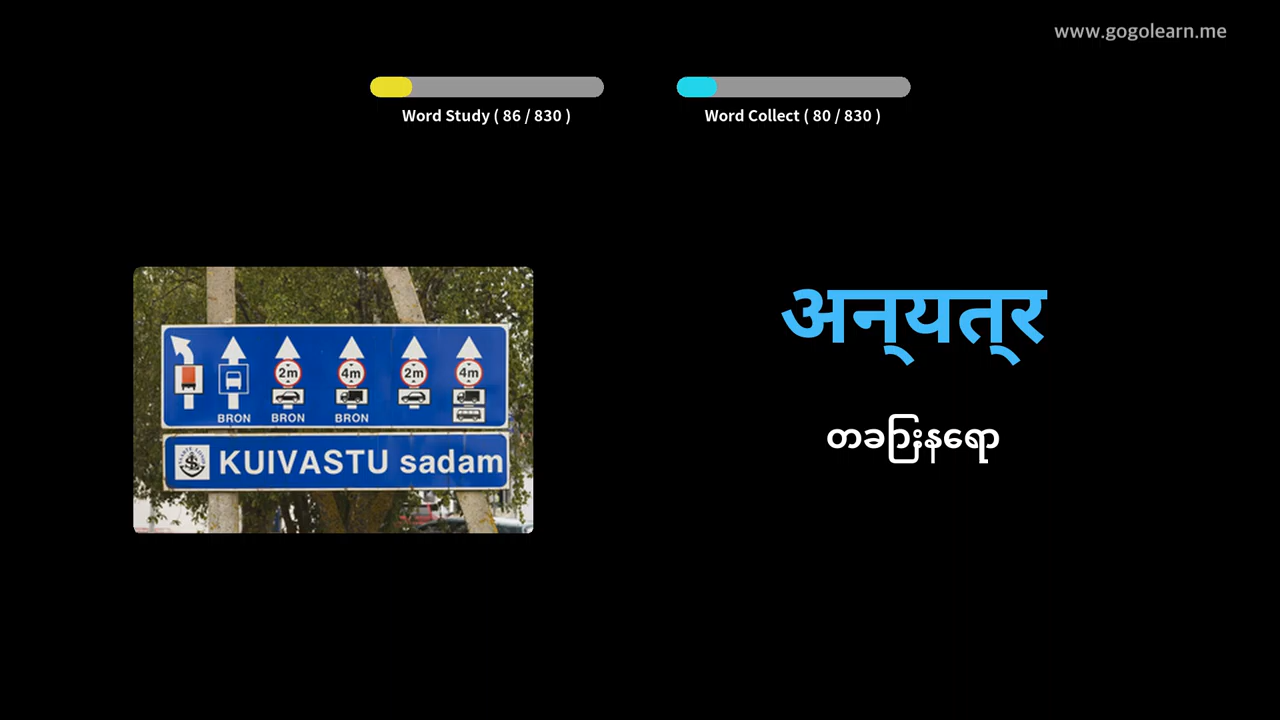 www.gogolearn.me
Word Study ( 86 / 830 )
Word Collect ( 80 / 830 )
2m 4m 2m 4m
BRON BRON BRON
KUIVASTU sadam
अन्‌यत्‌र
တခြားနေရာ